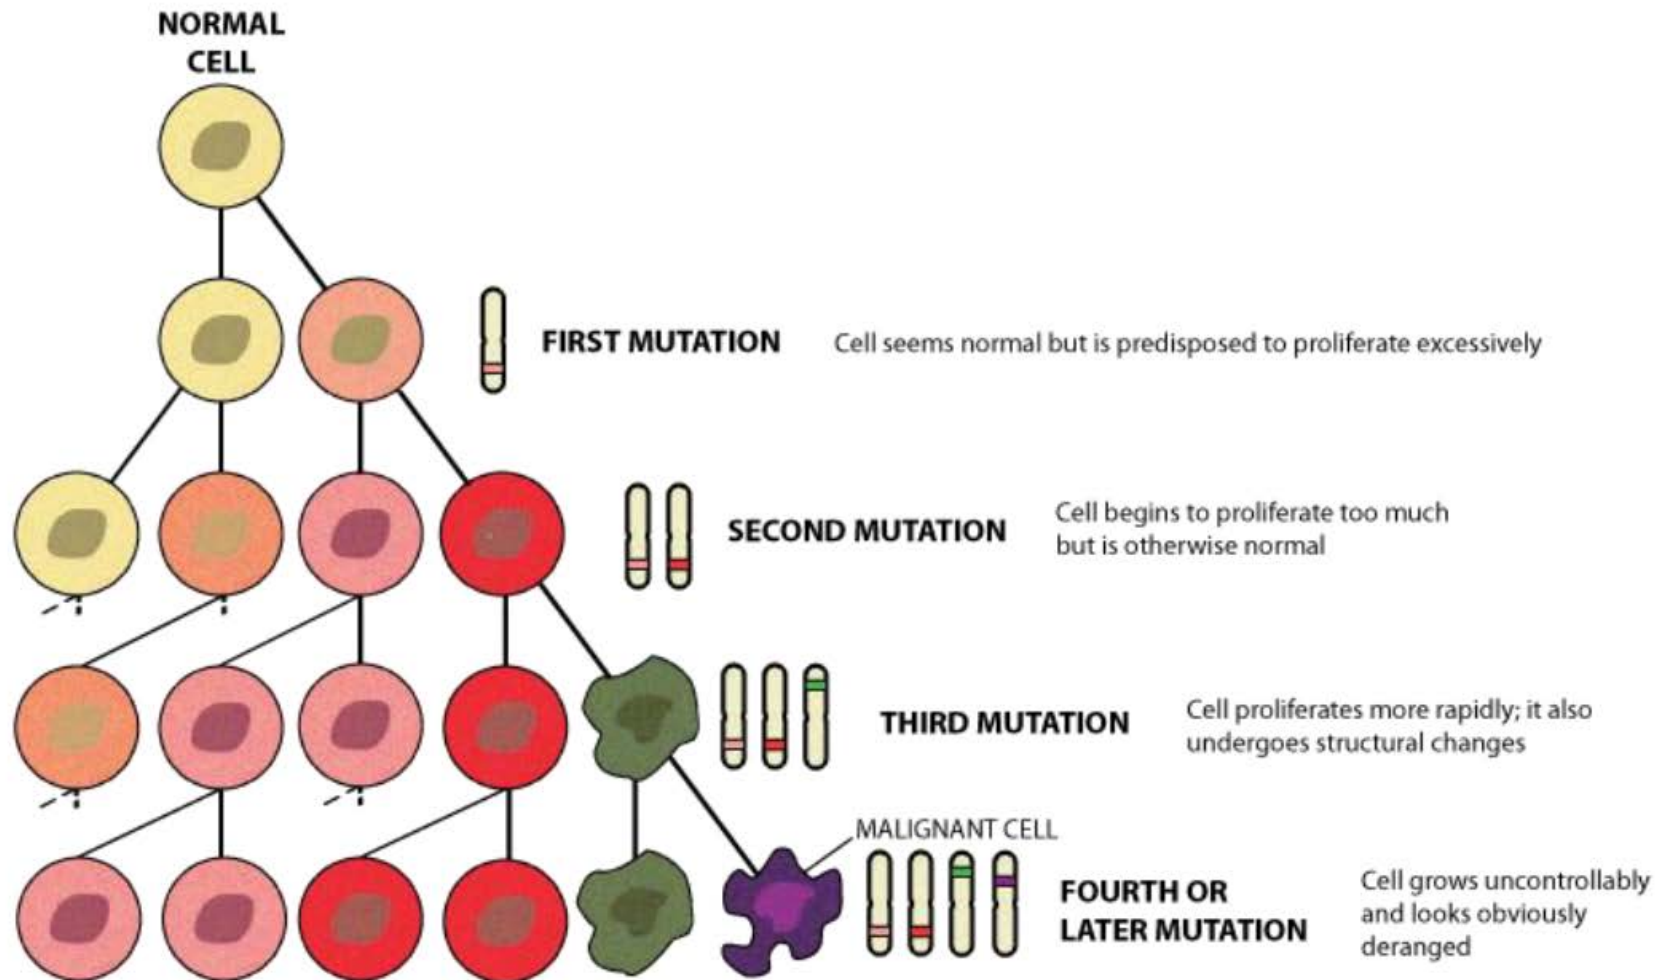 NORMAL
CELL
FIRST MUTATION
Cell seems normal but is predisposed to proliferate excessively
SECOND MUTATION
Cell begins to proliferate too much
but is otherwise normal
THIRD MUTATION
Cell proliferates more rapidly; it also
undergoes structural changes
MALIGNANT CELL
FOURTH OR
LATER MUTATION
Cell grows uncontrollably
and looks obviously
deranged